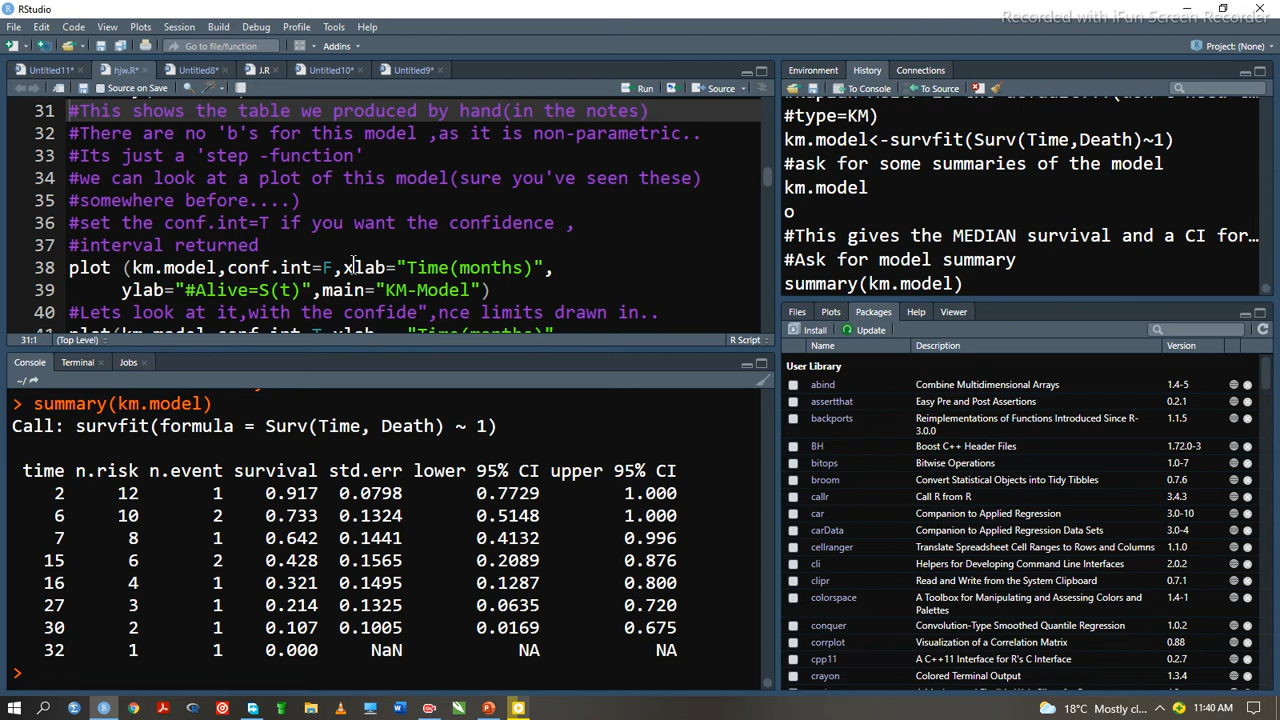 RStudio
Recorded with iFun Screen Recorder
File Edit Code View Plots Session Build Debug Profile Tools Help
Go to file/function Addins Project: (None)
Untitled11* hjw.R* Untitled8* J.R Untitled10* Untitled9*
Source on Save Run Source
31 #This shows the table we produced by hand(in the notes)
32 #There are no 'b's for this model ,as it is non-parametric..
33 #Its just a 'step -function'
34 #we can look at a plot of this model(sure you've seen these)
35 #somewhere before....)
36 #set the conf.int=T if you want the confidence ,
37 #interval returned
38 plot (km.model,conf.int=F,xlab="Time(months)",
39 ylab="#Alive=S(t)",main="KM-Model")
40 #Lets look at it,with the confide",nce limits drawn in..
31:1 (Top Level) R Script
Console Terminal Jobs
~/
> summary(km.model)
Call: survfit(formula = Surv(Time, Death) ~ 1)
time n.risk n.event survival std.err lower 95% CI upper 95% CI
2 12 1 0.917 0.0798 0.7729 1.000
6 10 2 0.733 0.1324 0.5148 1.000
7 8 1 0.642 0.1441 0.4132 0.996
15 6 2 0.428 0.1565 0.2089 0.876
16 4 1 0.321 0.1495 0.1287 0.800
27 3 1 0.214 0.1325 0.0635 0.720
30 2 1 0.107 0.1005 0.0169 0.675
32 1 1 0.000 NaN NA NA
>
Environment History Connections
To Console To Source
#type=KM)
km.model<-survfit(Surv(Time,Death)~1)
#ask for some summaries of the model
km.model
o
#This gives the MEDIAN survival and a CI for…
#Ask for model summary
summary(km.model)
Files Plots Packages Help Viewer
Install Update
Name Description Version
User Library
abind Combine Multidimensional Arrays 1.4-5
assertthat Easy Pre and Post Assertions 0.2.1
backports Reimplementations of Functions Introduced Since R-3.0.0 1.1.5
BH Boost C++ Header Files 1.72.0-3
bitops Bitwise Operations 1.0-7
broom Convert Statistical Objects into Tidy Tibbles 0.7.6
callr Call R from R 3.4.3
car Companion to Applied Regression 3.0-10
carData Companion to Applied Regression Data Sets 3.0-4
cellranger Translate Spreadsheet Cell Ranges to Rows and Columns 1.1.0
cli Helpers for Developing Command Line Interfaces 2.0.2
clipr Read and Write from the System Clipboard 0.7.1
colorspace A Toolbox for Manipulating and Assessing Colors and Palettes 1.4-1
conquer Convolution-Type Smoothed Quantile Regression 1.0.2
corrplot Visualization of a Correlation Matrix 0.88
cpp11 A C++11 Interface for R's C Interface 0.2.7
crayon Colored Terminal Output 1.3.4
18°C Mostly cl... 11:40 AM